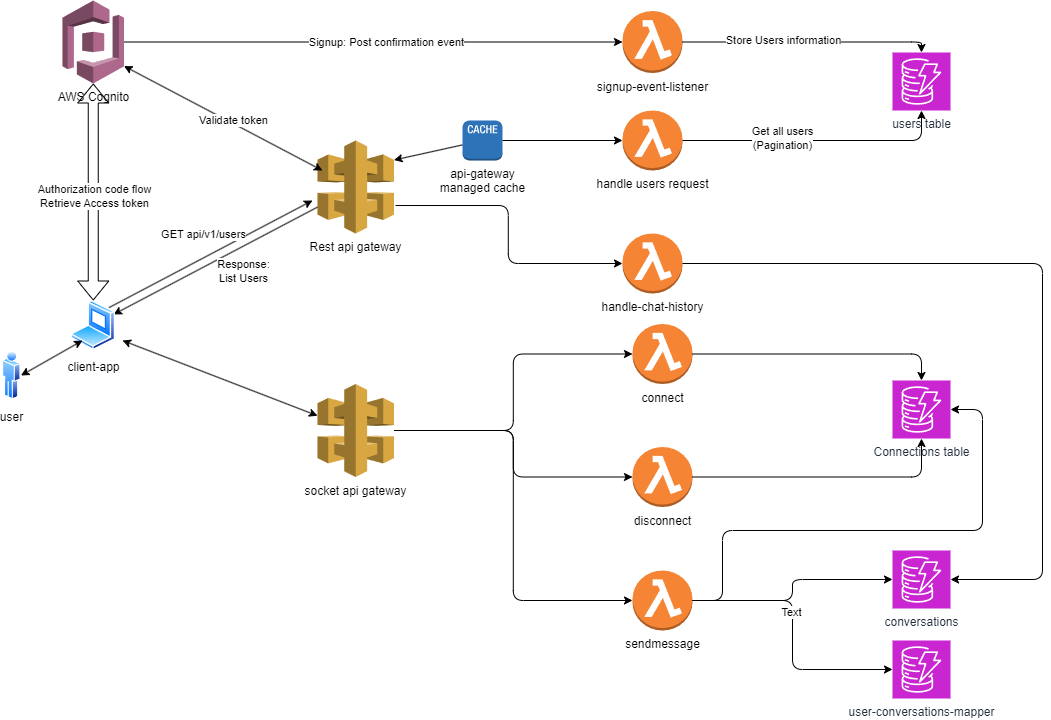 Signup: Post confirmation event
Store Users information
signup-event-listener
AWS Cognito
users table
Validate token
CACHE
Get all users
(Pagination)
api-gateway
managed cache
handle users request
Authorization code flow
Retrieve Access token
GET api/v1/users
Rest api gateway
Response:
List Users
handle-chat-history
client-app
connect
user
Connections table
socket api gateway
disconnect
Text
conversations
sendmessage
user-conversations-mapper